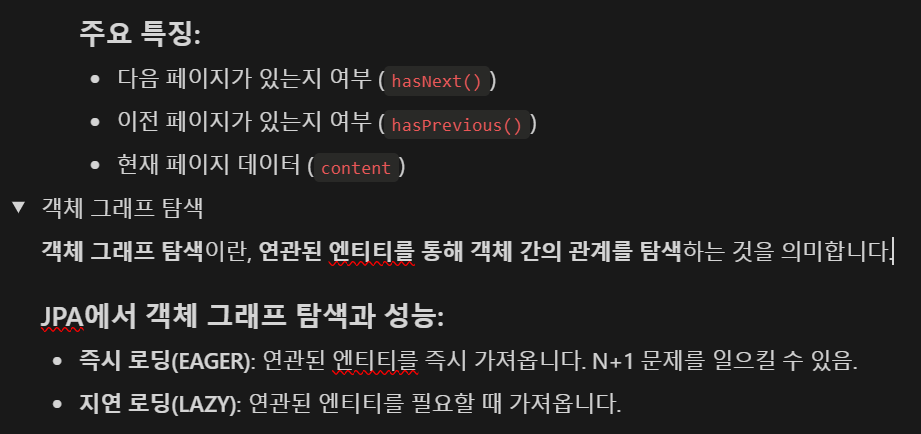 주요 특징:
다음 페이지가 있는지 여부 (hasNext())
이전 페이지가 있는지 여부 (hasPrevious())
현재 페이지 데이터 (content)
객체 그래프 탐색
객체 그래프 탐색이란, 연관된 엔티티를 통해 객체 간의 관계를 탐색하는 것을 의미합니다.
JPA에서 객체 그래프 탐색과 성능:
즉시 로딩(EAGER): 연관된 엔티티를 즉시 가져옵니다. N+1 문제를 일으킬 수 있음.
지연 로딩(LAZY): 연관된 엔티티를 필요할 때 가져옵니다.